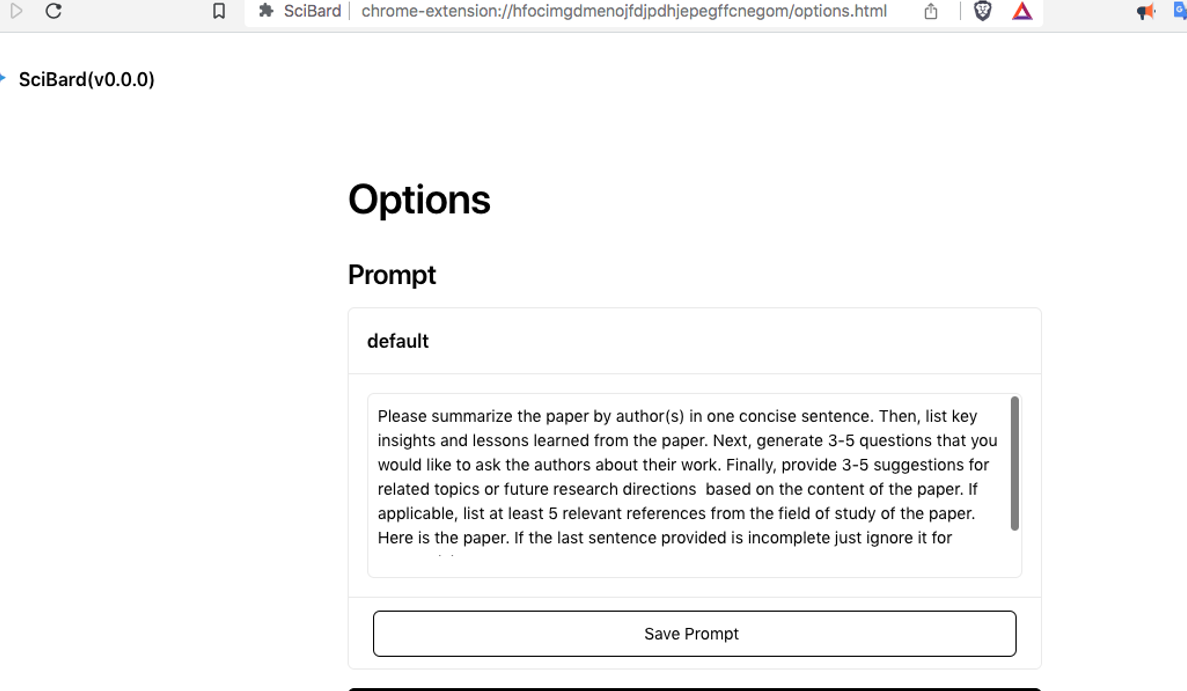 SciBard | chrome-extension://hfocimgdmenojfdjpdhjepegffcnegom/options.html
SciBard(v0.0.0)
Options
Prompt
default
Please summarize the paper by author(s) in one concise sentence. Then, list key
insights and lessons learned from the paper. Next, generate 3-5 questions that you
would like to ask the authors about their work. Finally, provide 3-5 suggestions for
related topics or future research directions  based on the content of the paper. If
applicable, list at least 5 relevant references from the field of study of the paper.
Here is the paper. If the last sentence provided is incomplete just ignore it for
Save Prompt